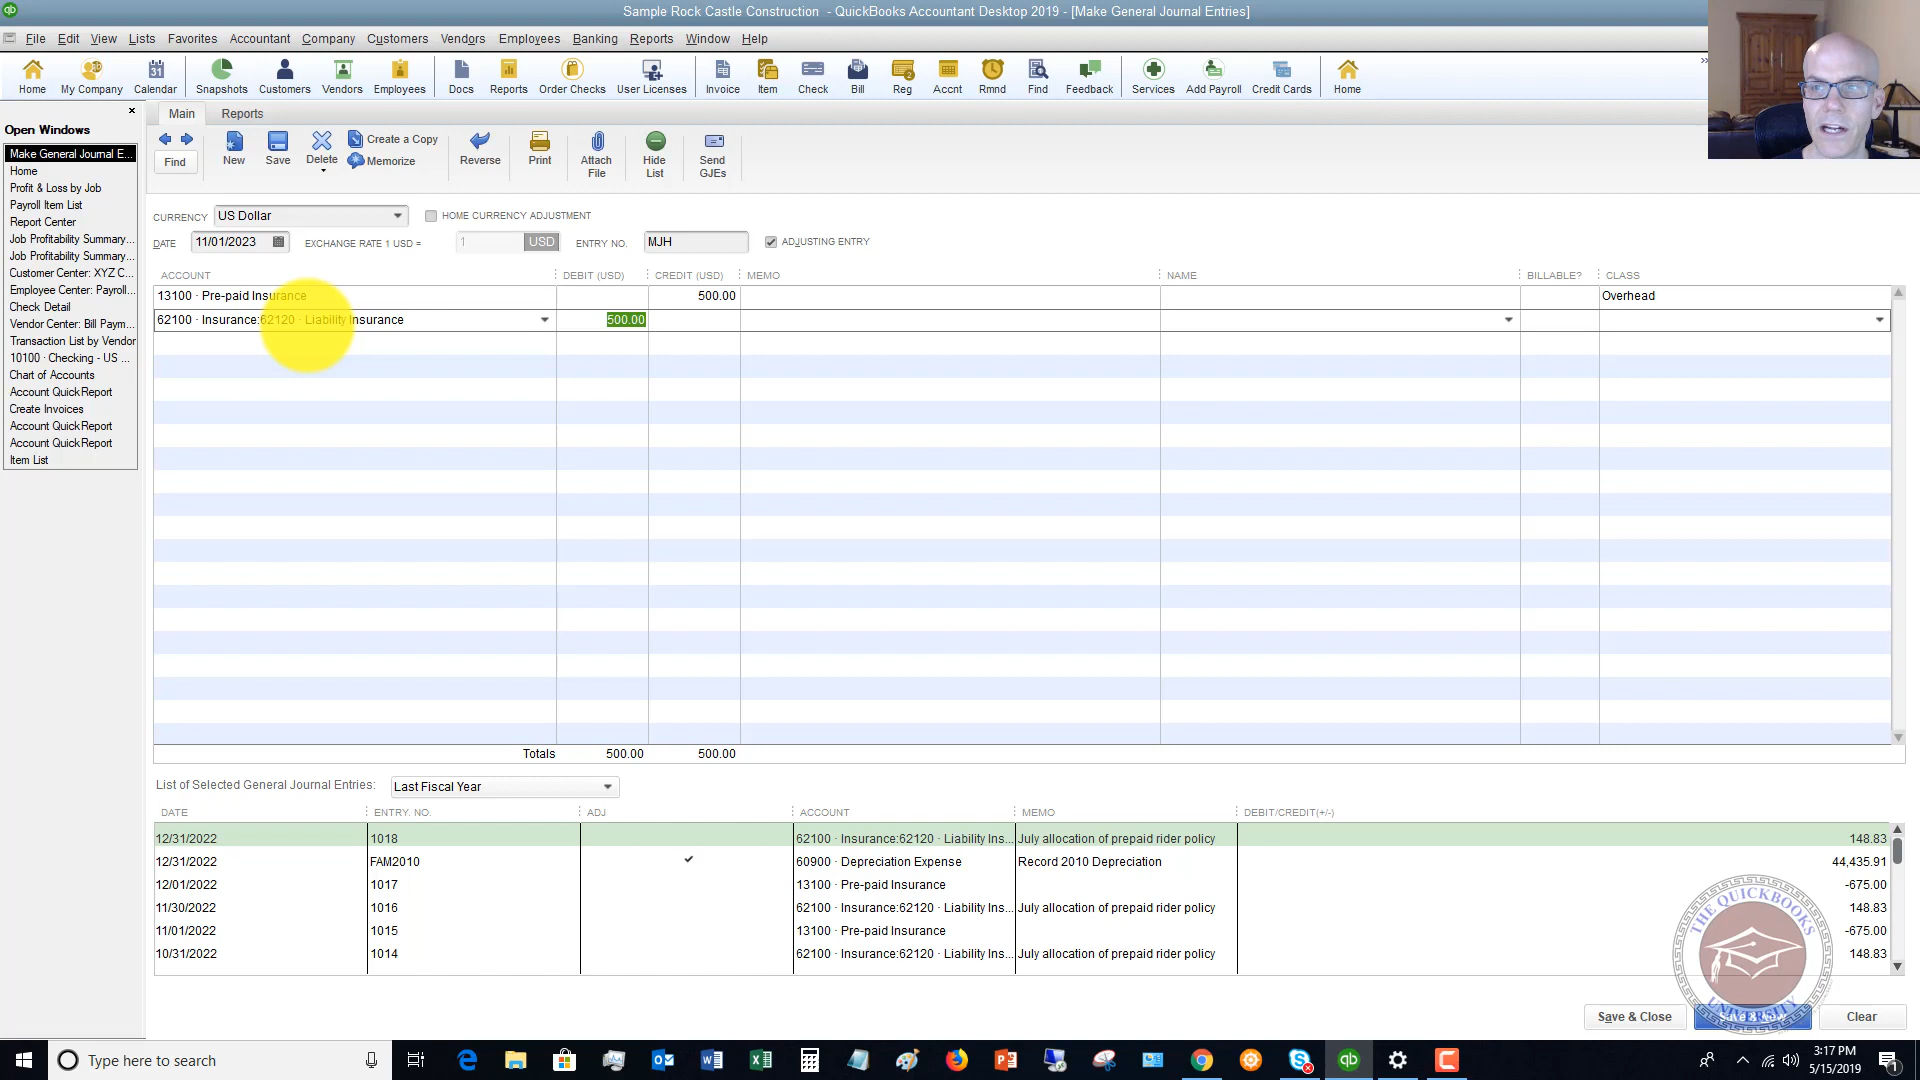 Sample Rock Castle Construction - QuickBooks Accountant Desktop 2019 - [Make General Journal Entries]
File Edit View Lists Favorites Accountant Company Customers Vendors Employees Banking Reports Window Help
Home My Company Calendar Snapshots Customers Vendors Employees Docs Reports Order Checks User Licenses Invoice Item Check Bill Reg Accnt Rmnd Find Feedback Services Add Payroll Credit Cards Home
Open Windows
Make General Journal E...
Home
Profit & Loss by Job
Payroll Item List
Report Center
Job Profitability Summary...
Job Profitability Summary...
Customer Center: XYZ C...
Employee Center: Payroll...
Check Detail
Vendor Center: Bill Paym...
Transaction List by Vendor
10100 · Checking - US ...
Chart of Accounts
Account QuickReport
Create Invoices
Account QuickReport
Account QuickReport
Item List
Main Reports
Find New Save Delete Create a Copy Memorize Reverse Print Attach File Hide List Send GJEs
CURRENCY US Dollar HOME CURRENCY ADJUSTMENT
DATE 11/01/2023 EXCHANGE RATE 1 USD = 1 USD ENTRY NO. MJH ADJUSTING ENTRY
ACCOUNT DEBIT (USD) CREDIT (USD) MEMO NAME BILLABLE? CLASS
13100 · Pre-paid Insurance 500.00 Overhead
62100 · Insurance:62120 · Liability Insurance 500.00
Totals 500.00 500.00
List of Selected General Journal Entries: Last Fiscal Year
DATE ENTRY. NO. ADJ ACCOUNT MEMO DEBIT/CREDIT(+/-)
12/31/2022 1018 62100 · Insurance:62120 · Liability Ins... July allocation of prepaid rider policy 148.83
12/31/2022 FAM2010 60900 · Depreciation Expense Record 2010 Depreciation 44,435.91
12/01/2022 1017 13100 · Pre-paid Insurance -675.00
11/30/2022 1016 62100 · Insurance:62120 · Liability Ins... July allocation of prepaid rider policy 148.83
11/01/2022 1015 13100 · Pre-paid Insurance -675.00
10/31/2022 1014 62100 · Insurance:62120 · Liability Ins... July allocation of prepaid rider policy 148.83
THE QUICKBOOKS UNIVERSITY
Save & Close Save & New Clear
Type here to search
3:17 PM
5/15/2019
1